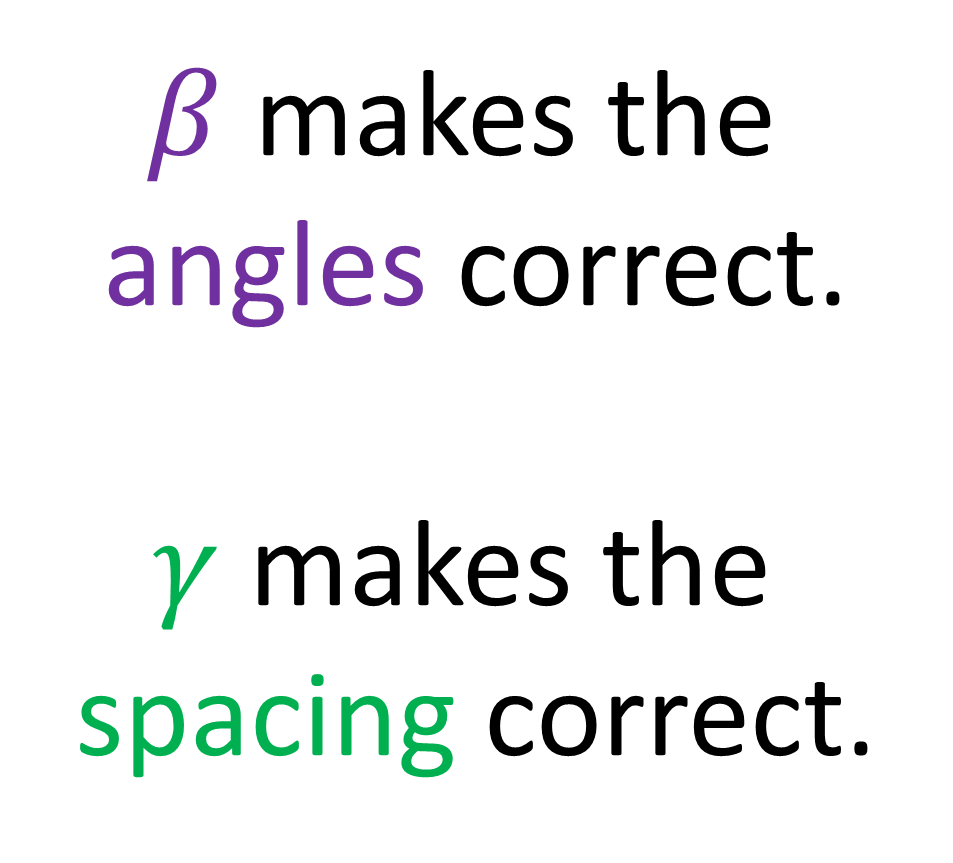 β makes the
angles correct.
γ makes the
spacing correct.